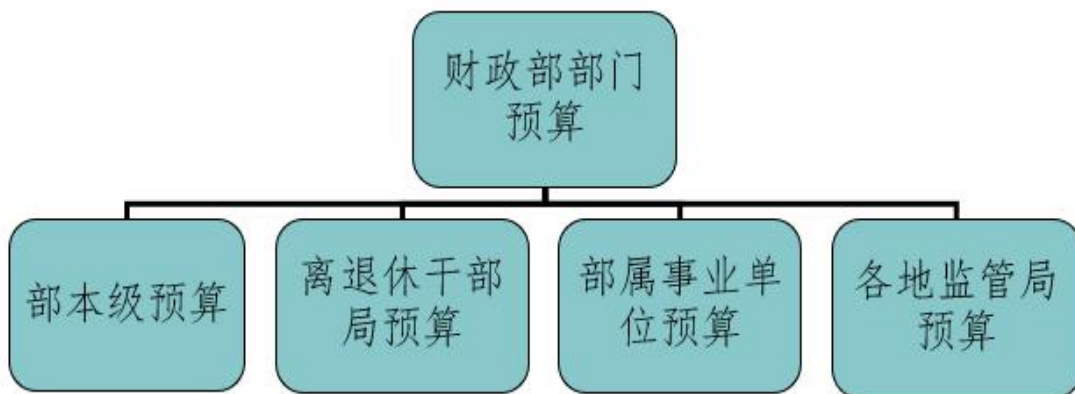 财政部部门
预算
部本级预算
离退休干部
局预算
部属事业单
位预算
各地监管局
预算